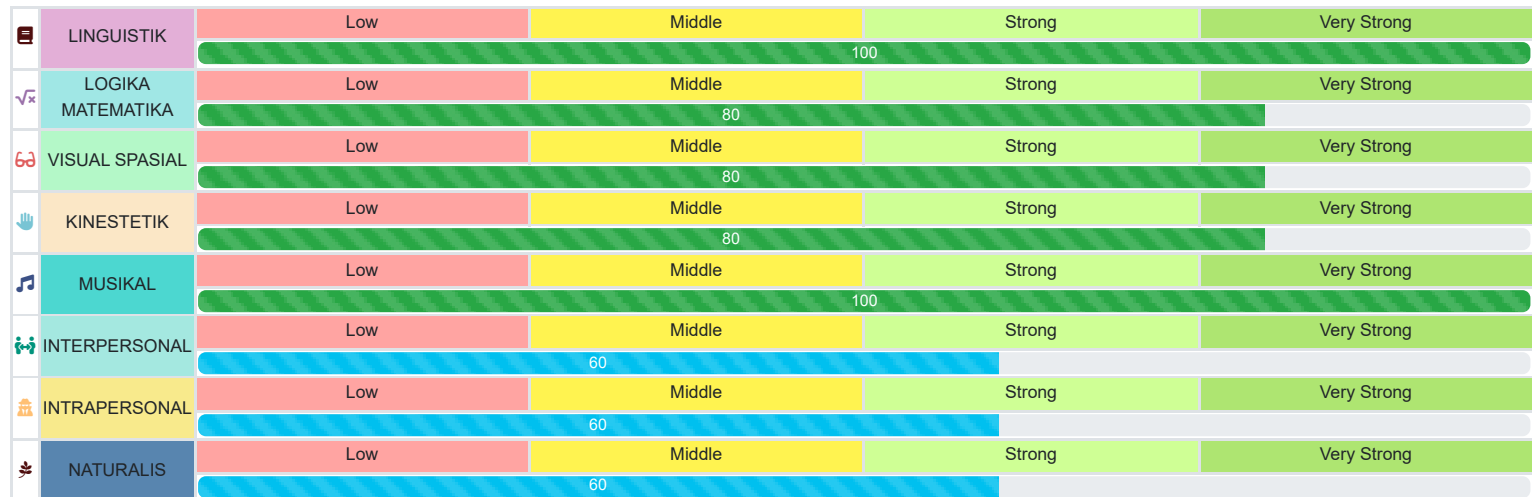 LINGUISTIK
Low Middle Strong Very Strong
100
LOGIKA
MATEMATIKA
Low Middle Strong Very Strong
80
VISUAL SPASIAL
Low Middle Strong Very Strong
80
KINESTETIK
Low Middle Strong Very Strong
80
MUSIKAL
Low Middle Strong Very Strong
100
INTERPERSONAL
Low Middle Strong Very Strong
60
INTRAPERSONAL
Low Middle Strong Very Strong
60
NATURALIS
Low Middle Strong Very Strong
60